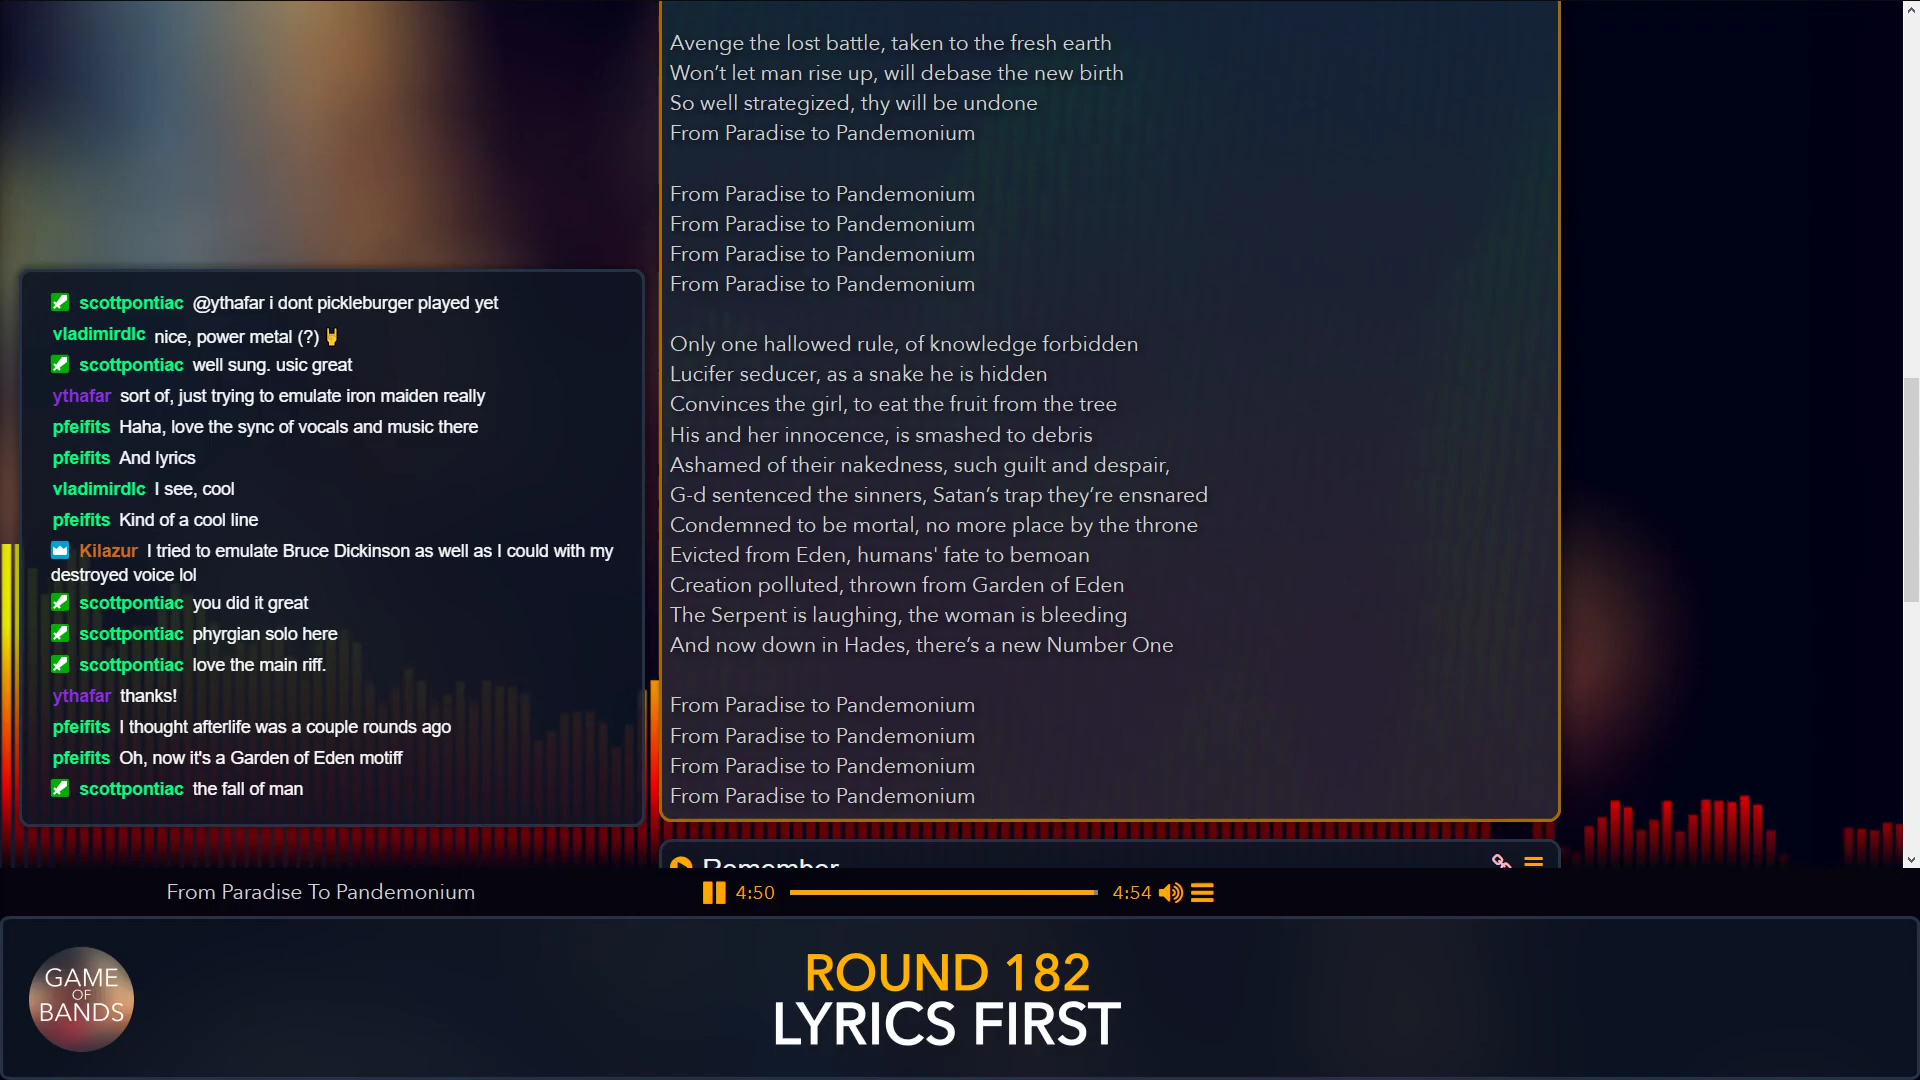 Avenge the lost battle, taken to the fresh earth
Won’t let man rise up, will debase the new birth
So well strategized, thy will be undone
From Paradise to Pandemonium
From Paradise to Pandemonium
From Paradise to Pandemonium
From Paradise to Pandemonium
From Paradise to Pandemonium
Only one hallowed rule, of knowledge forbidden
Lucifer seducer, as a snake he is hidden
Convinces the girl, to eat the fruit from the tree
His and her innocence, is smashed to debris
Ashamed of their nakedness, such guilt and despair,
G-d sentenced the sinners, Satan’s trap they’re ensnared
Condemned to be mortal, no more place by the throne
Evicted from Eden, humans' fate to bemoan
Creation polluted, thrown from Garden of Eden
The Serpent is laughing, the woman is bleeding
And now down in Hades, there’s a new Number One
From Paradise to Pandemonium
From Paradise to Pandemonium
From Paradise to Pandemonium
From Paradise to Pandemonium
scottpontiac @ythafar i dont pickleburger played yet
vladimirdlc nice, power metal (?) 🤘
scottpontiac well sung. usic great
ythafar sort of, just trying to emulate iron maiden really
pfeifits Haha, love the sync of vocals and music there
pfeifits And lyrics
vladimirdlc I see, cool
pfeifits Kind of a cool line
Kilazur I tried to emulate Bruce Dickinson as well as I could with my
destroyed voice lol
scottpontiac you did it great
scottpontiac phyrgian solo here
scottpontiac love the main riff.
ythafar thanks!
pfeifits I thought afterlife was a couple rounds ago
pfeifits Oh, now it's a Garden of Eden motiff
scottpontiac the fall of man
Remember
From Paradise To Pandemonium
4:50
4:54
GAME
OF
BANDS
ROUND 182
LYRICS FIRST